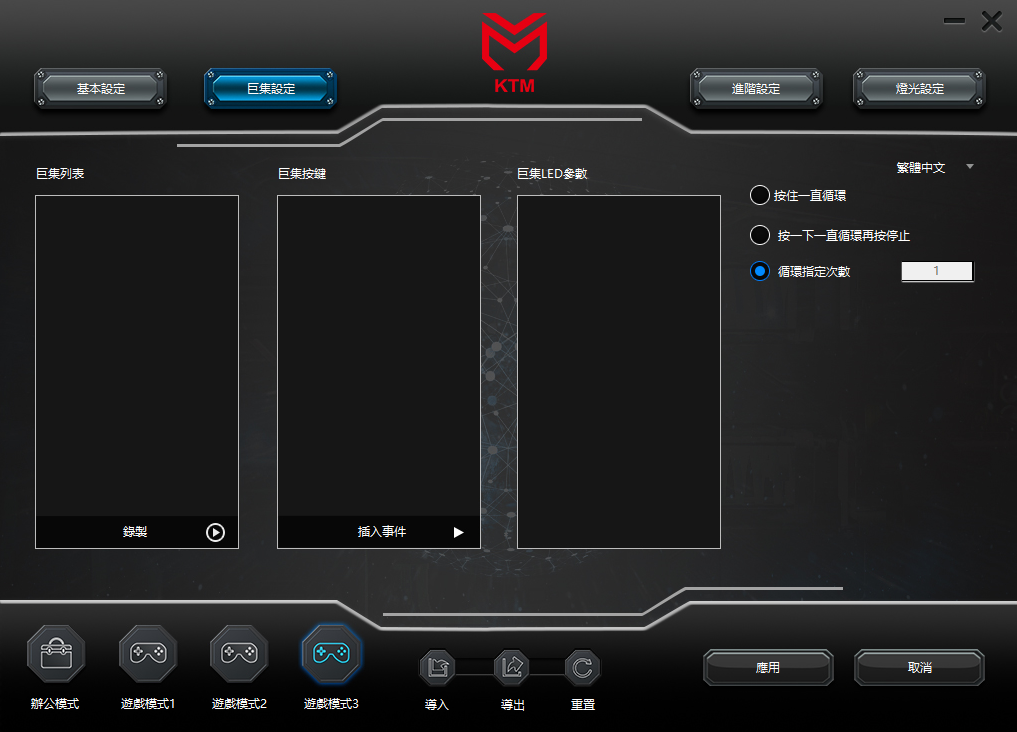 KTM
基本設定
巨集設定
進階設定
燈光設定
繁體中文
巨集列表
巨集按鍵
巨集LED參數
按住一直循環
按一下一直循環再按停止
循環指定次數
1
錄製
插入事件
辦公模式
遊戲模式1
遊戲模式2
遊戲模式3
導入
導出
重置
應用
取消